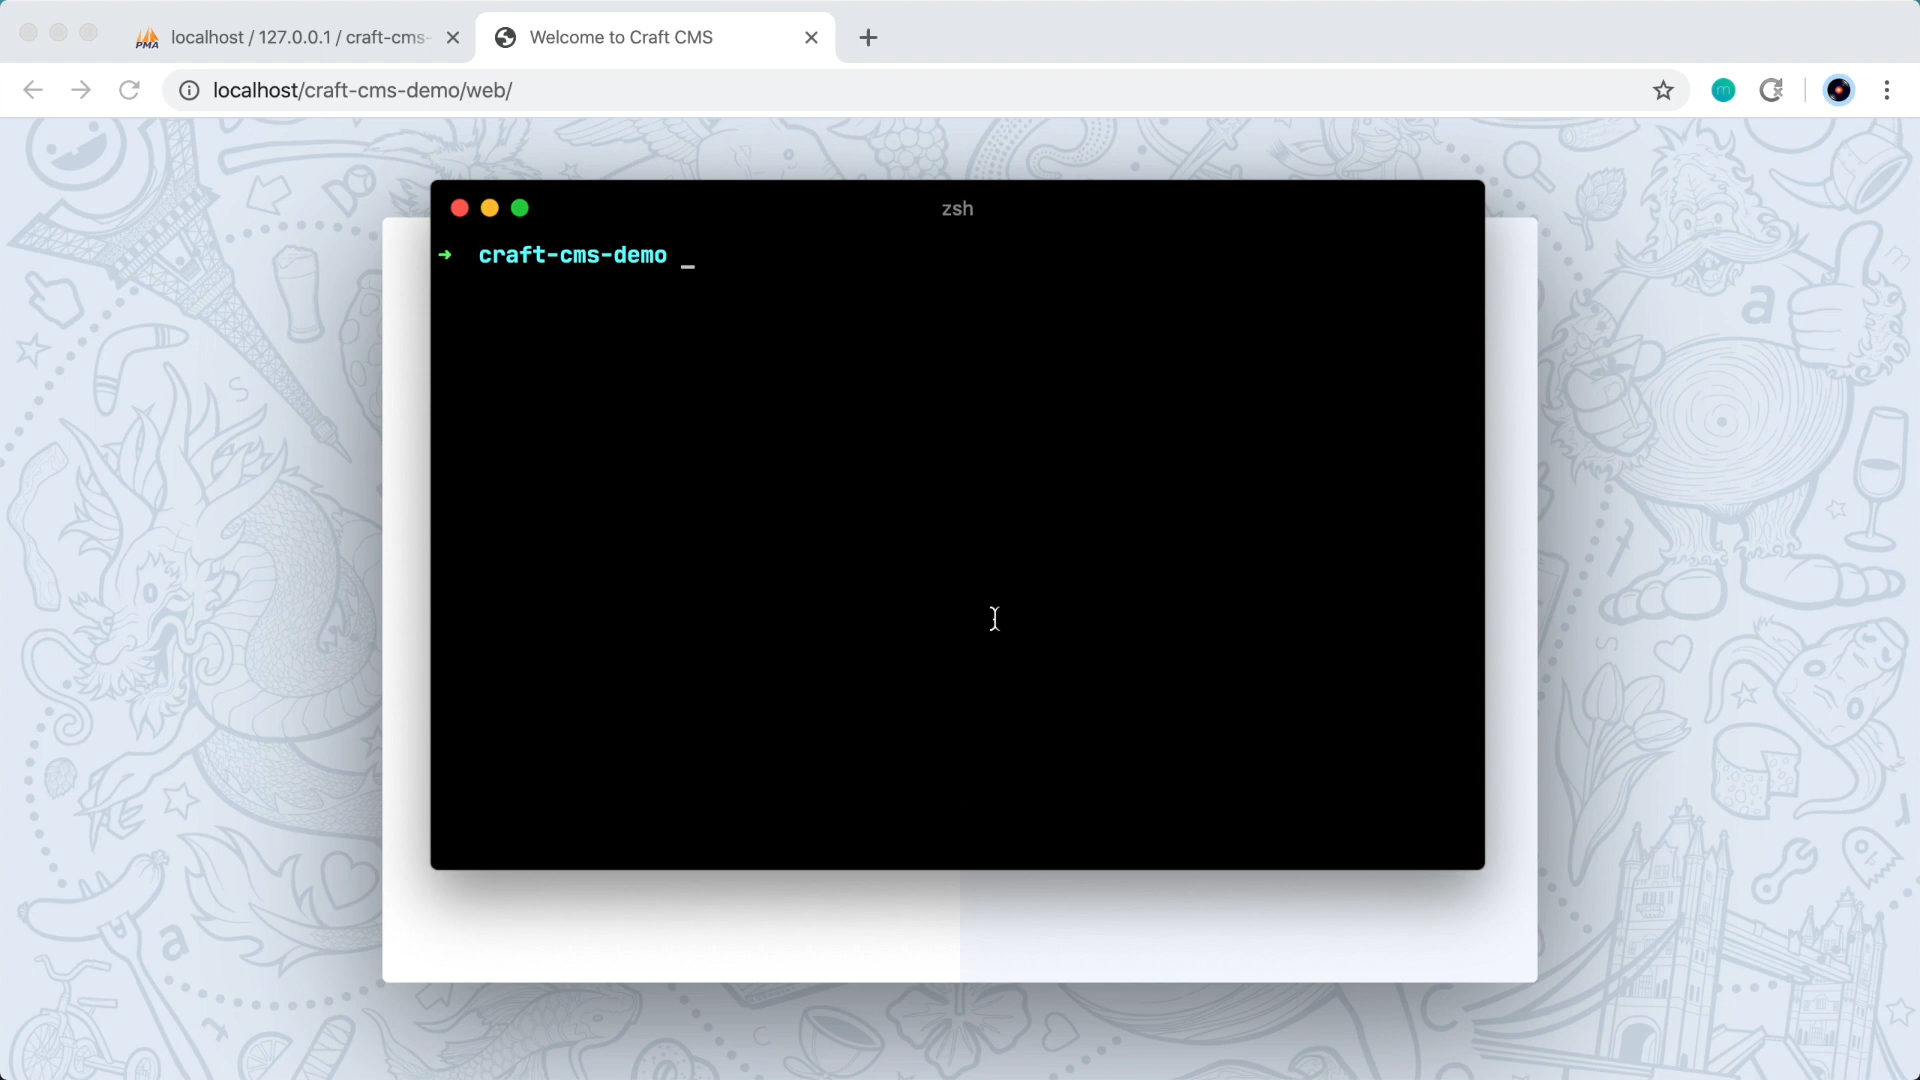 PMA localhost / 127.0.0.1 / craft-cms-
Welcome to Craft CMS
localhost/craft-cms-demo/web/
m
zsh
→ craft-cms-demo _
a
a